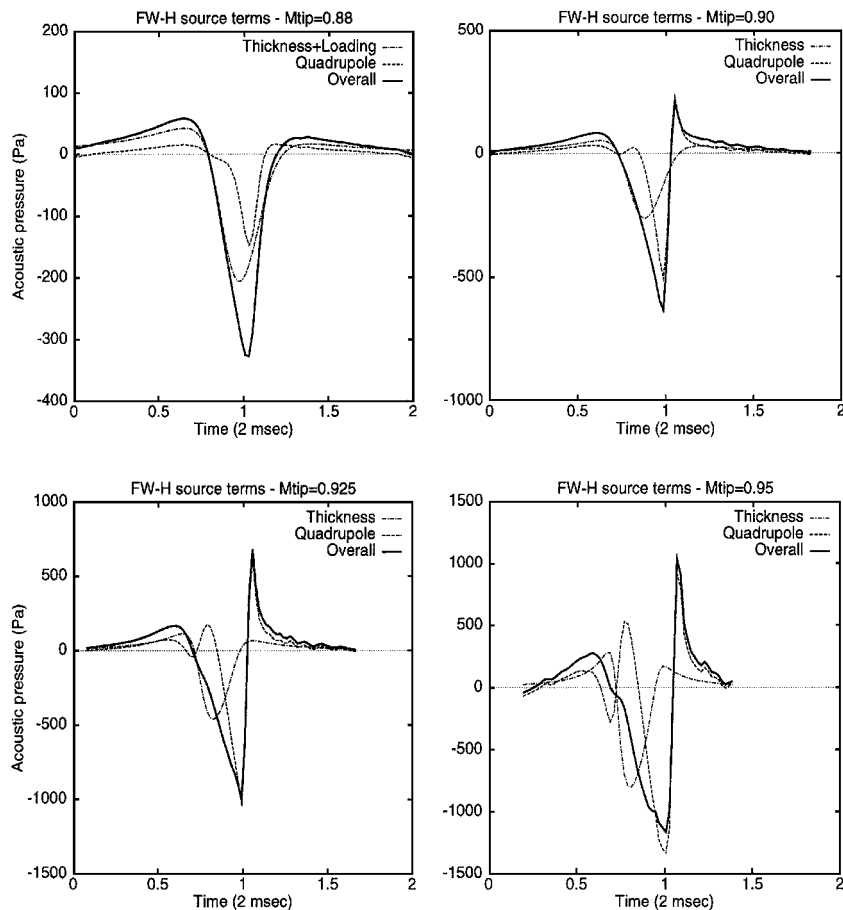 FW-H source terms - Mtip=0.88
Thickness+Loading
Quadrupole
Overall
200
100
0
-100
-200
-300
-400
Acoustic pressure (Pa)
0
0.5
1
1.5
2
Time (2 msec)
FW-H source terms - Mtip=0.90
Thickness
Quadrupole
Overall
500
0
-500
-1000
0
0.5
1
1.5
2
Time (2 msec)
FW-H source terms - Mtip=0.925
Thickness
Quadrupole
Overall
1000
500
0
-500
-1000
-1500
Acoustic pressure (Pa)
0
0.5
1
1.5
2
Time (2 msec)
FW-H source terms - Mtip=0.95
Thickness
Quadrupole
Overall
1500
1000
500
0
-500
-1000
-1500
0
0.5
1
1.5
2
Time (2 msec)